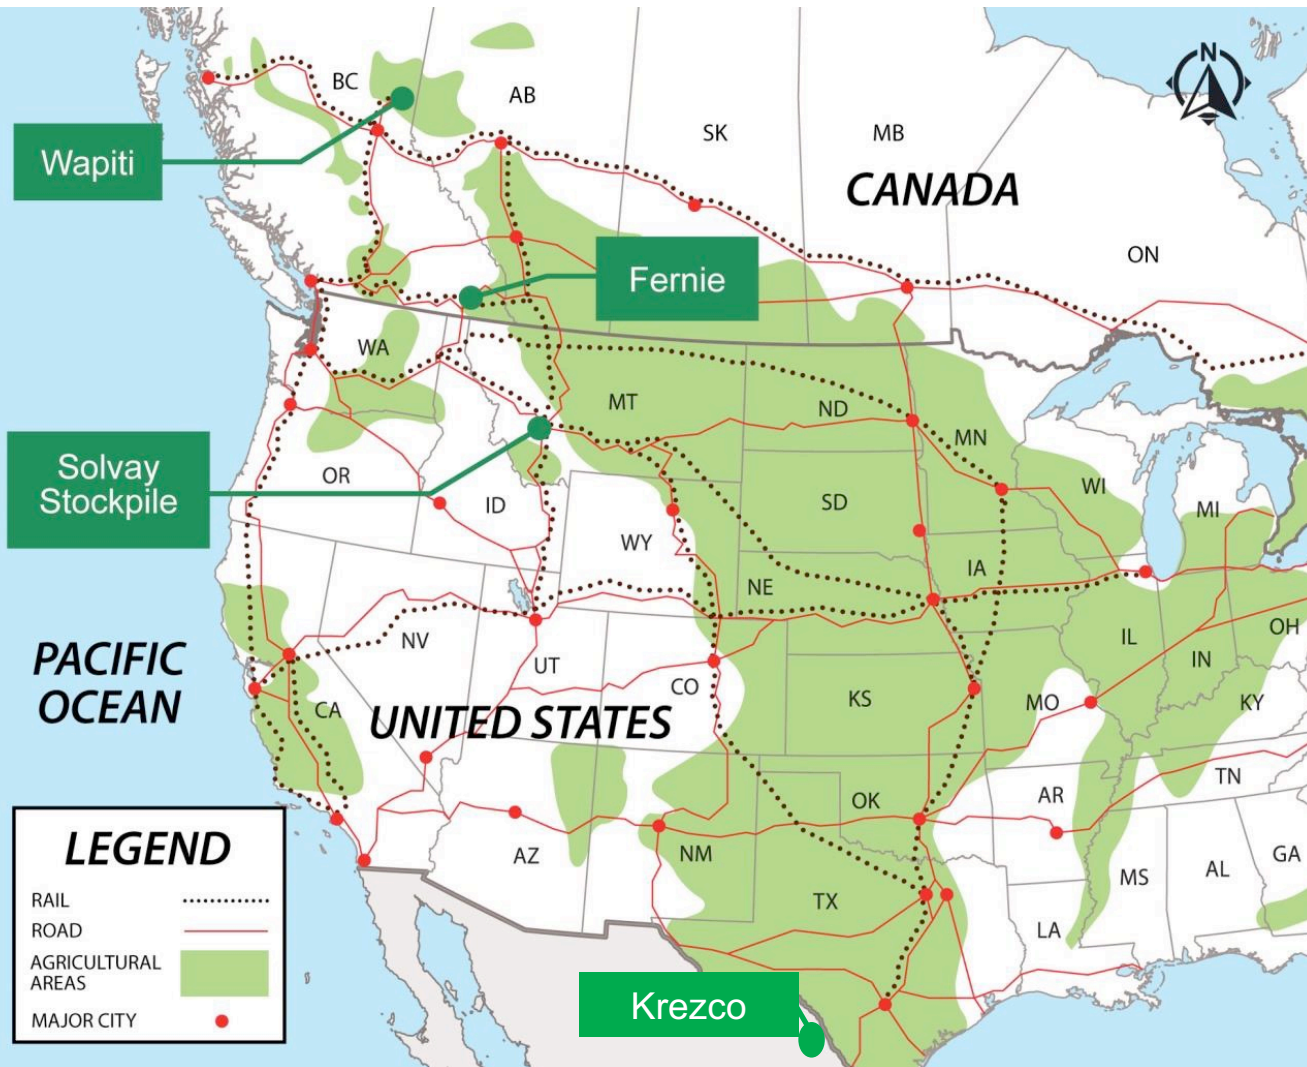 N
BC
AB
SK
MB
CANADA
ON
Wapiti
Fernie
WA
MT
ND
MN
WI
MI
Solvay
Stockpile
OR
ID
SD
WY
IA
NE
PACIFIC
OCEAN
NV
UT
CO
IL
IN
OH
KS
MO
KY
CA
UNITED STATES
TN
OK
AR
AZ
NM
TX
MS
AL
GA
LA
LEGEND
RAIL
ROAD
AGRICULTURAL
AREAS
MAJOR CITY
Krezco